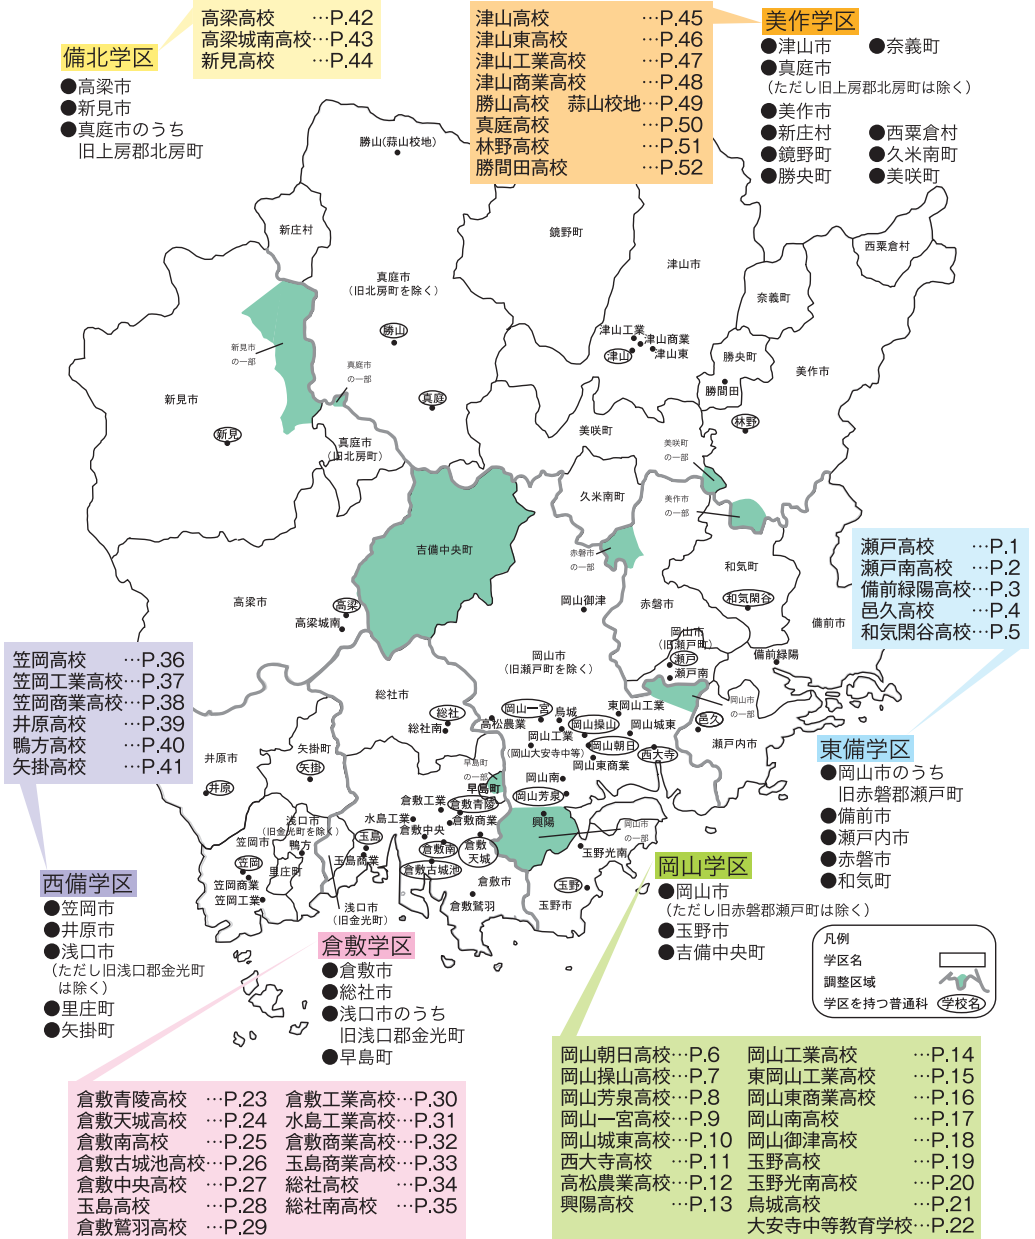 高梁高校 …P.42
高梁城南高校…P.43
新見高校 …P.44
備北学区
●高梁市
●新見市
●真庭市のうち
旧上房郡北房町
津山高校 …P.45
津山東高校 …P.46
津山工業高校 …P.47
津山商業高校 …P.48
勝山高校 蒜山校地…P.49
真庭高校 …P.50
林野高校 …P.51
勝間田高校 …P.52
美作学区
●津山市 ●奈義町
●真庭市
(ただし旧上房郡北房町は除く)
●美作市
●新庄村 ●西粟倉村
●鏡野町 ●久米南町
●勝央町 ●美咲町
勝山(蒜山校地)
新庄村
鏡野町
西粟倉村
津山市
真庭市
(旧北房町を除く)
奈義町
勝山
津山工業
津山商業
津山東
津山
新見市
の一部
真庭市
の一部
勝央町
美作市
勝間田
新見市
真庭
新見
真庭市
(旧北房町)
美咲町
林野
美咲町
の一部
久米南町
美作市
の一部
吉備中央町
赤磐市
の一部
和気町
瀬戸高校 …P.1
瀬戸南高校 …P.2
備前緑陽高校…P.3
邑久高校 …P.4
和気閑谷高校…P.5
高梁市
高梁
高梁城南
岡山御津
赤磐市
和気閑谷
備前市
岡山市
(旧瀬戸町)
瀬戸
瀬戸南
備前緑陽
岡山市
(旧瀬戸町を除く)
笠岡高校 …P.36
笠岡工業高校…P.37
笠岡商業高校…P.38
井原高校 …P.39
鴨方高校 …P.40
矢掛高校 …P.41
総社市
総社
総社南
岡山一宮
高松農業
烏城
東岡山工業
岡山市
の一部
邑久
岡山操山
岡山城東
岡山工業
岡山朝日
(岡山大安寺中等)
西大寺
岡山東商業
瀬戸内市
井原市
矢掛町
矢掛
井原
早島町
の一部
早島町
岡山南
岡山芳泉
東備学区
●岡山市のうち
旧赤磐郡瀬戸町
●備前市
●瀬戸内市
●赤磐市
●和気町
浅口市
(旧金光町を除く)
倉敷工業
倉敷青陵
水島工業
倉敷商業
倉敷中央
興陽
岡山市
の一部
笠岡市
鴨方
玉島
玉島商業
倉敷南
倉敷
天城
倉敷古城池
玉野光南
笠岡
里庄町
笠岡商業
笠岡工業
浅口市
(旧金光町)
倉敷市
倉敷鷲羽
玉野
玉野市
西備学区
●笠岡市
●井原市
●浅口市
(ただし旧浅口郡金光町
は除く)
●里庄町
●矢掛町
倉敷学区
●倉敷市
●総社市
●浅口市のうち
旧浅口郡金光町
●早島町
岡山学区
●岡山市
(ただし旧赤磐郡瀬戸町は除く)
●玉野市
●吉備中央町
凡例
学区名
調整区域
学区を持つ普通科 学校名
倉敷青陵高校 …P.23 倉敷工業高校…P.30
倉敷天城高校 …P.24 水島工業高校…P.31
倉敷南高校 …P.25 倉敷商業高校…P.32
倉敷古城池高校…P.26 玉島商業高校…P.33
倉敷中央高校 …P.27 総社高校 …P.34
玉島高校 …P.28 総社南高校 …P.35
倉敷鷲羽高校 …P.29
岡山朝日高校…P.6 岡山工業高校 …P.14
岡山操山高校…P.7 東岡山工業高校 …P.15
岡山芳泉高校…P.8 岡山東商業高校 …P.16
岡山一宮高校…P.9 岡山南高校 …P.17
岡山城東高校…P.10 岡山御津高校 …P.18
西大寺高校 …P.11 玉野高校 …P.19
高松農業高校…P.12 玉野光南高校 …P.20
興陽高校 …P.13 烏城高校 …P.21
大安寺中等教育学校…P.22